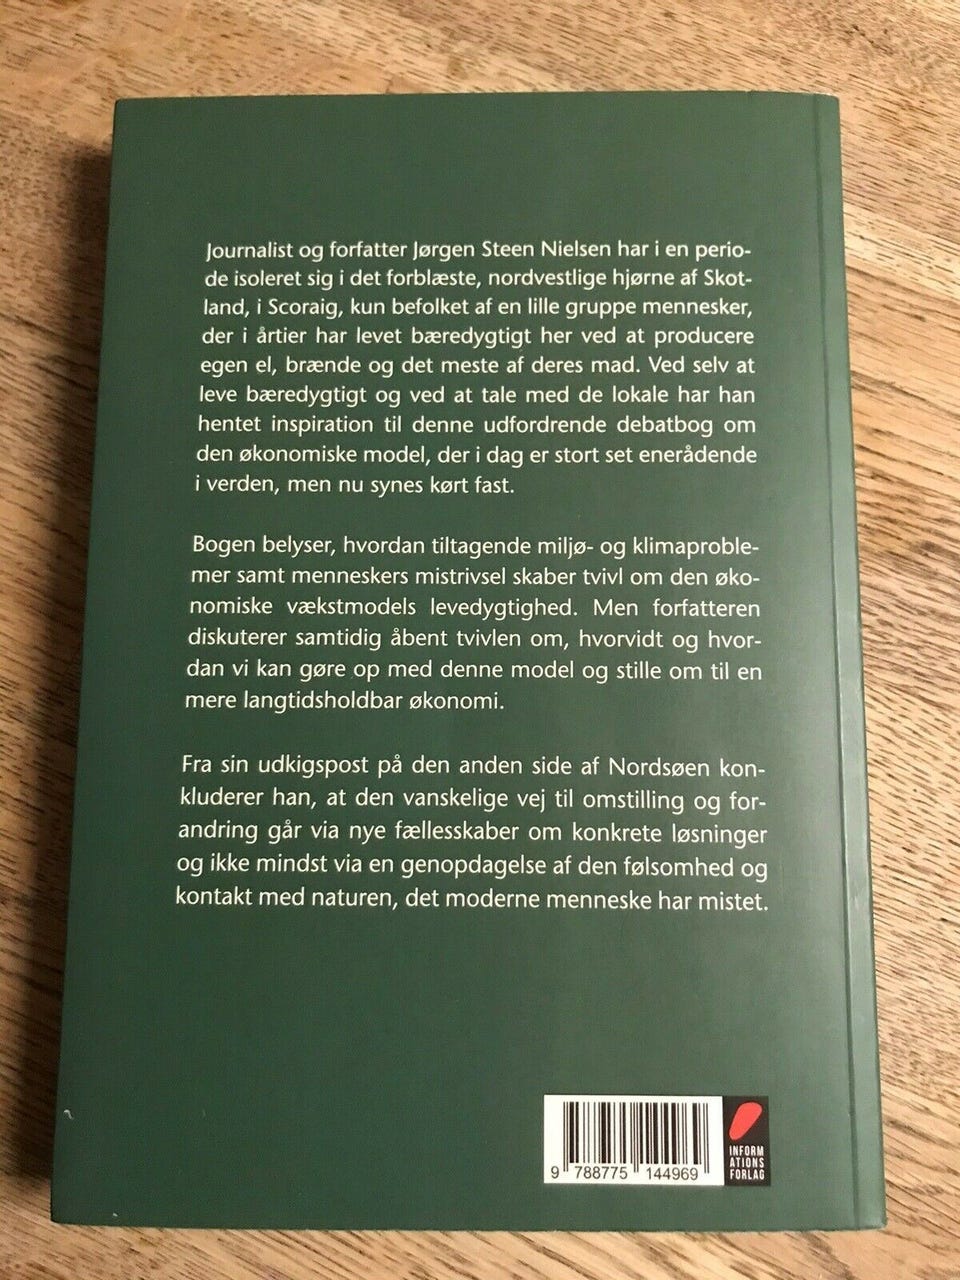 Journalist og forfatter Jørgen Steen Nielsen har i en perio-
de isoleret sig i det forblæste, nordvestlige hjørne af Skot-
land, i Scoraig, kun befolket af en lille gruppe mennesker,
der i årtier har levet bæredygtigt her ved at producere
egen el, brænde og det meste af deres mad. Ved selv at
leve bæredygtigt og ved at tale med de lokale har han
hentet inspiration til denne udfordrende debatbog om
den økonomiske model, der i dag er stort set enerådende
i verden, men nu synes kørt fast.
Bogen belyser, hvordan tiltagende miljø- og klimaproble-
mer samt menneskers mistrivsel skaber tvivl om den øko-
nomiske vækstmodels levedygtighed. Men forfatteren
diskuterer samtidig åbent tvivlen om, hvorvidt og hvor-
dan vi kan gøre op med denne model og stille om til en
mere langtidsholdbar økonomi.
Fra sin udkigspost på den anden side af Nordsøen kon-
kluderer han, at den vanskelige vej til omstilling og for-
andring går via nye fællesskaber om konkrete løsninger
og ikke mindst via en genopdagelse af den følsomhed og
kontakt med naturen, det moderne menneske har mistet.
9 788775 144969
INFORM
ATIONS
FORLAG